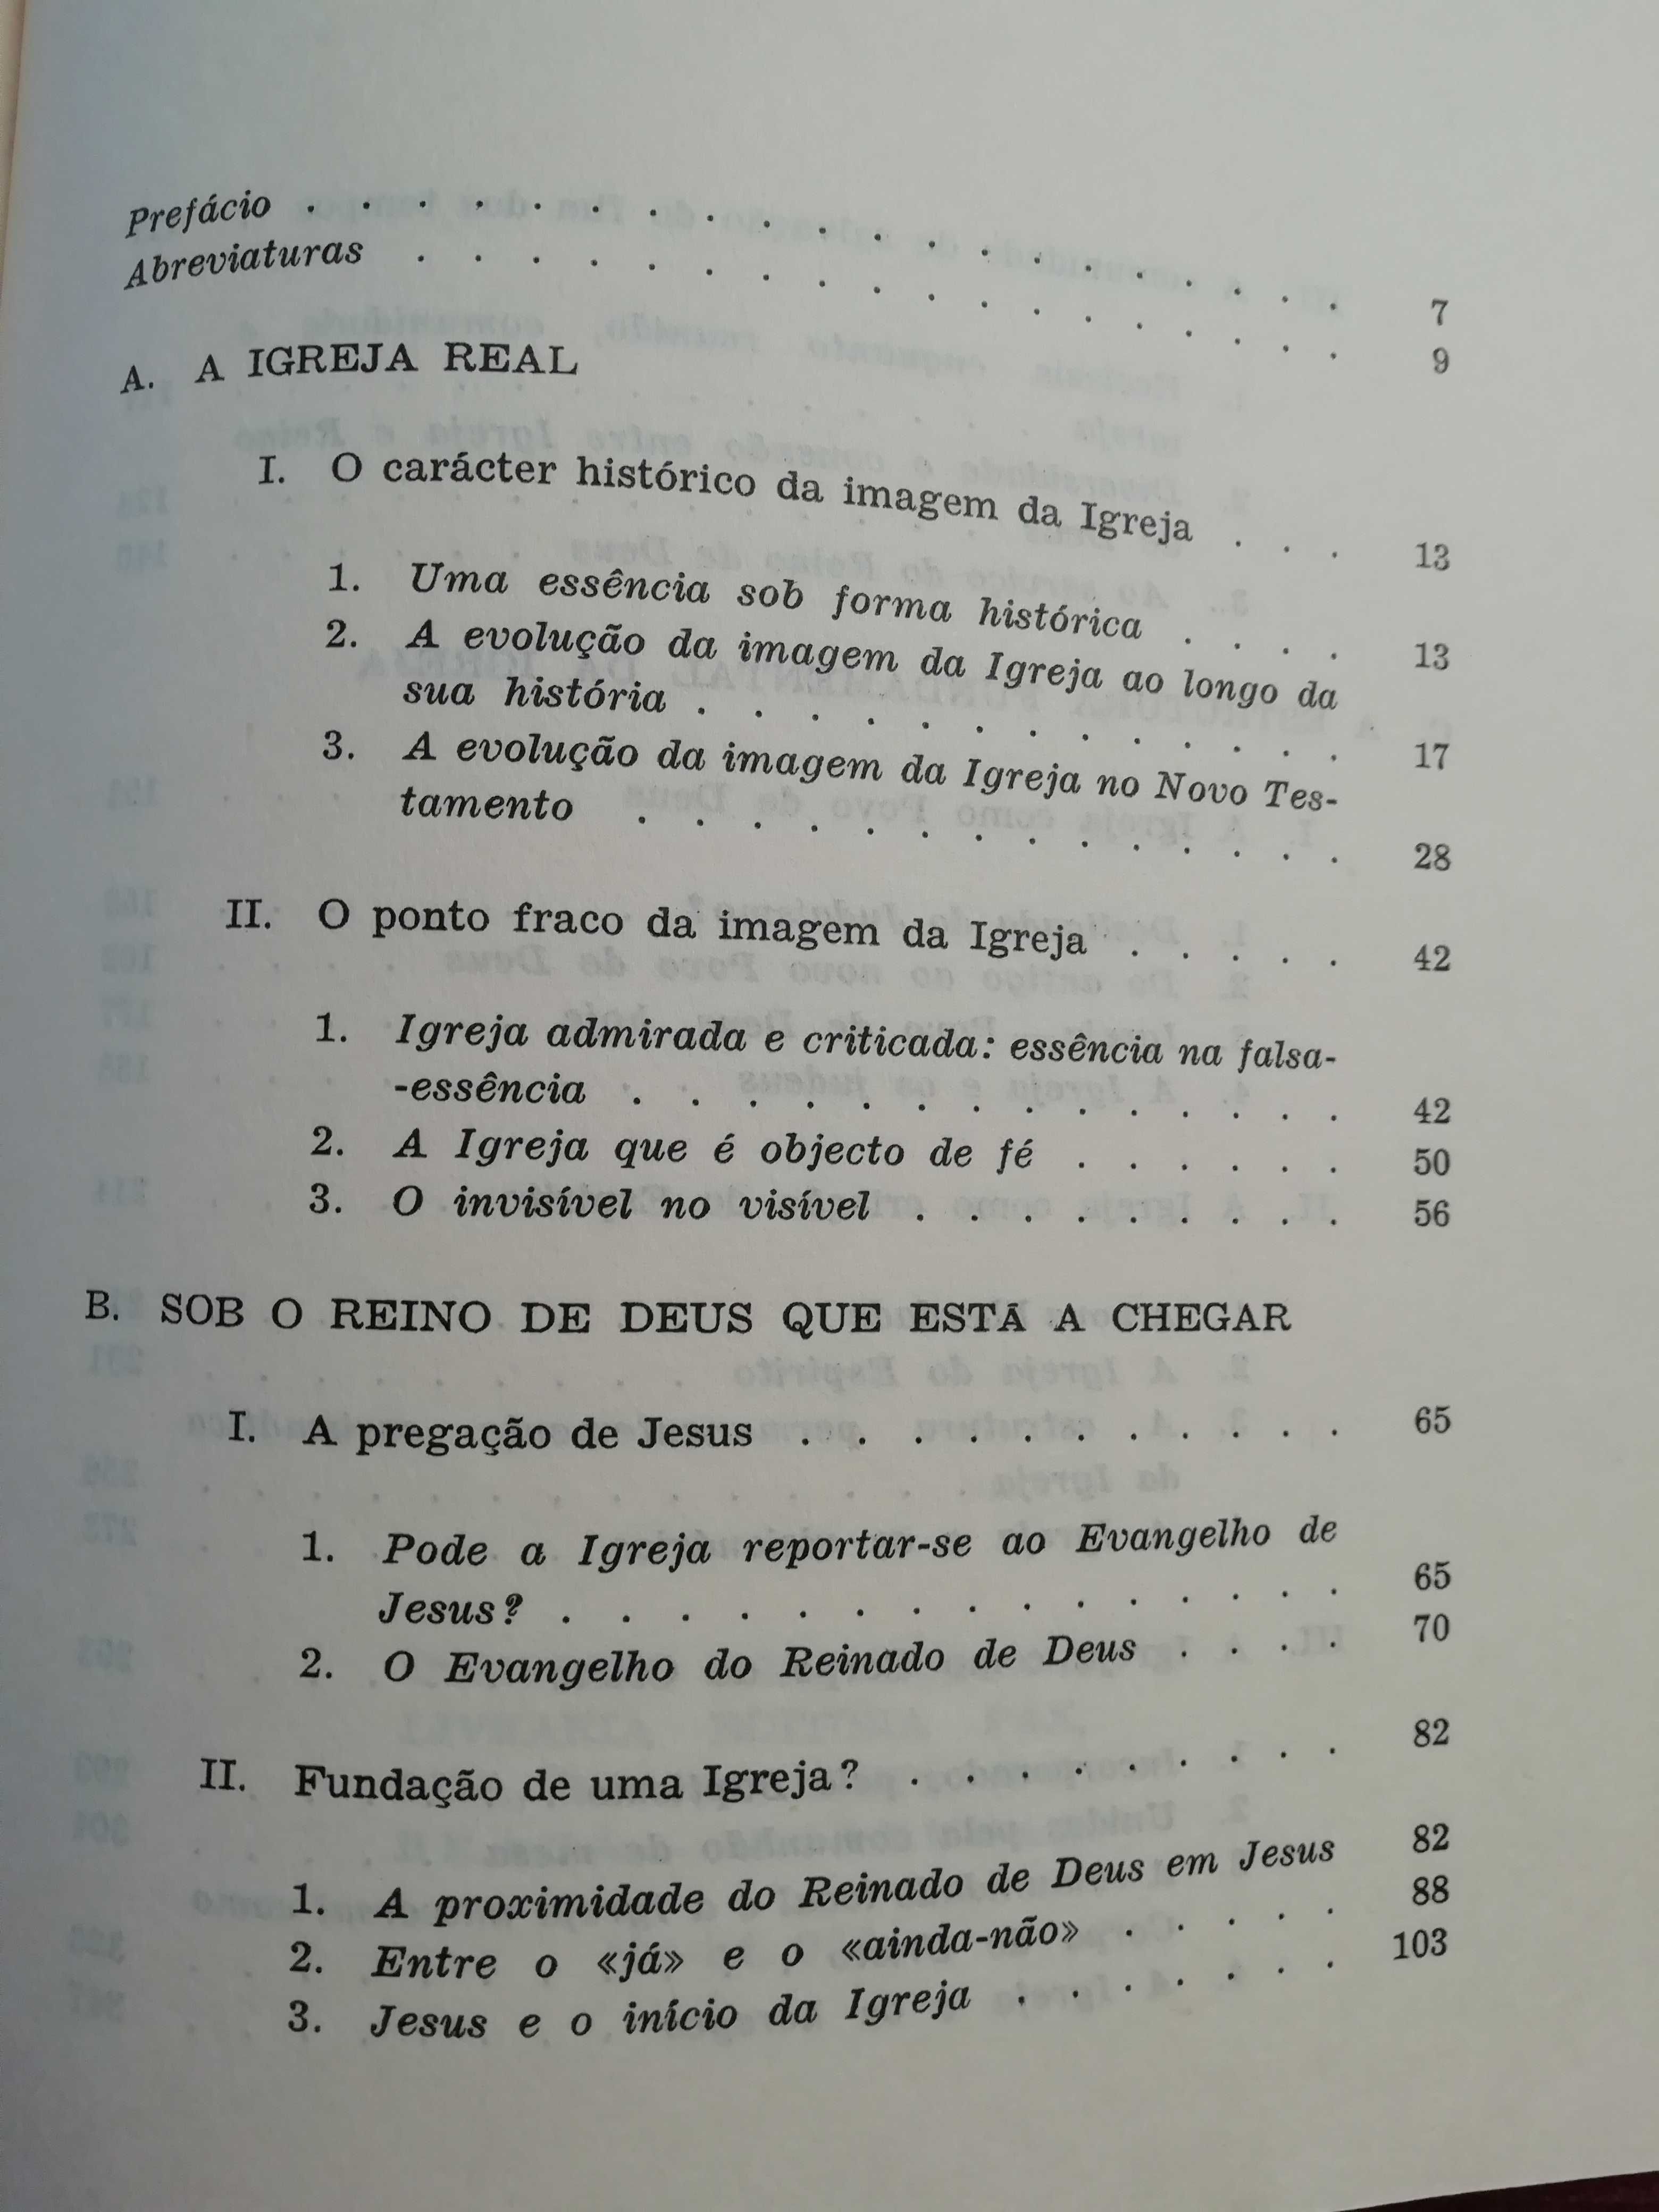 Prefácio . . . . . . . . . . . . . . . . . . . 7
Abreviaturas . . . . . . . . . . . . . . . . . 9
A. A IGREJA REAL
I. O carácter histórico da imagem da Igreja . . . 13
1. Uma essência sob forma histórica . . . . 13
2. A evolução da imagem da Igreja ao longo da
sua história . . . . . . . . . . . . 17
3. A evolução da imagem da Igreja no Novo Tes-
tamento . . . . . . . . . . . . . 28
II. O ponto fraco da imagem da Igreja . . . . . 42
1. Igreja admirada e criticada: essência na falsa-
-essência . . . . . . . . . . . . . 42
2. A Igreja que é objecto de fé . . . . . . 50
3. O invisível no visível . . . . . . . . 56
B. SOB O REINO DE DEUS QUE ESTÃ A CHEGAR
I. A pregação de Jesus . . . . . . . . . . 65
1. Pode a Igreja reportar-se ao Evangelho de
Jesus? . . . . . . . . . . . . . . 65
2. O Evangelho do Reinado de Deus . . . . 70
II. Fundação de uma Igreja? . . . . . . . . 82
1. A proximidade do Reinado de Deus em Jesus 82
2. Entre o «já» e o «ainda-não» . . . . . 88
3. Jesus e o início da Igreja . . . . . . . 103